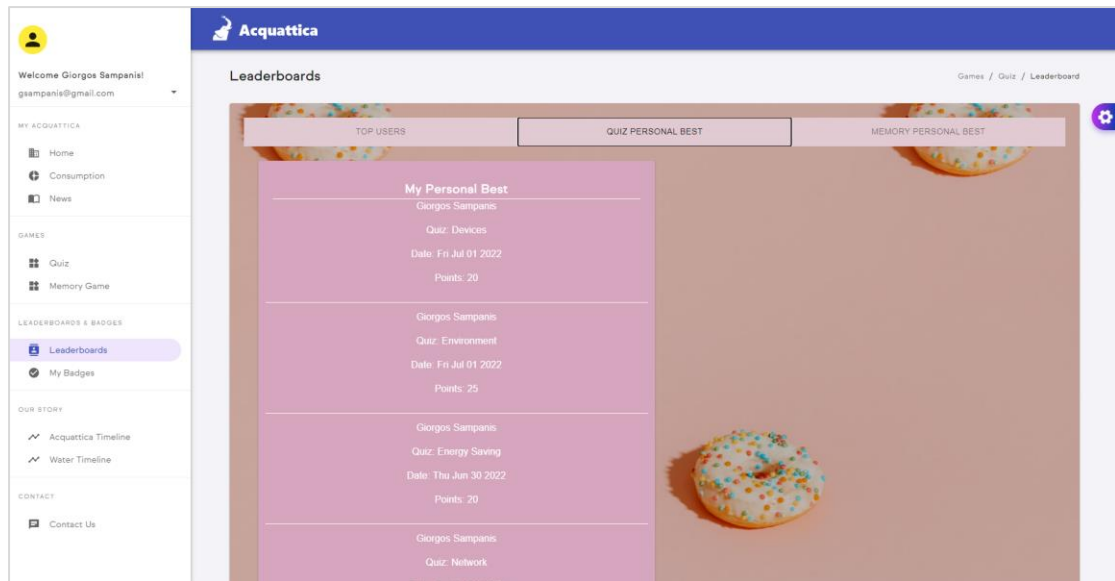 Acquattica
Welcome Giorgos Sampanis!
gsampanis@gmail.com
MY ACQUATTICA
Home
Consumption
News
GAMES
Quiz
Memory Game
LEADERBOARDS & BADGES
Leaderboards
My Badges
OUR STORY
Acquattica Timeline
Water Timeline
CONTACT
Contact Us
Leaderboards
Games / Quiz / Leaderboard
TOP USERS
QUIZ PERSONAL BEST
MEMORY PERSONAL BEST
My Personal Best
Giorgos Sampanis
Quiz: Devices
Date: Fri Jul 01 2022
Points: 20
Giorgos Sampanis
Quiz: Environment
Date: Fri Jul 01 2022
Points: 25
Giorgos Sampanis
Quiz: Energy Saving
Date: Thu Jun 30 2022
Points: 20
Giorgos Sampanis
Quiz: Network